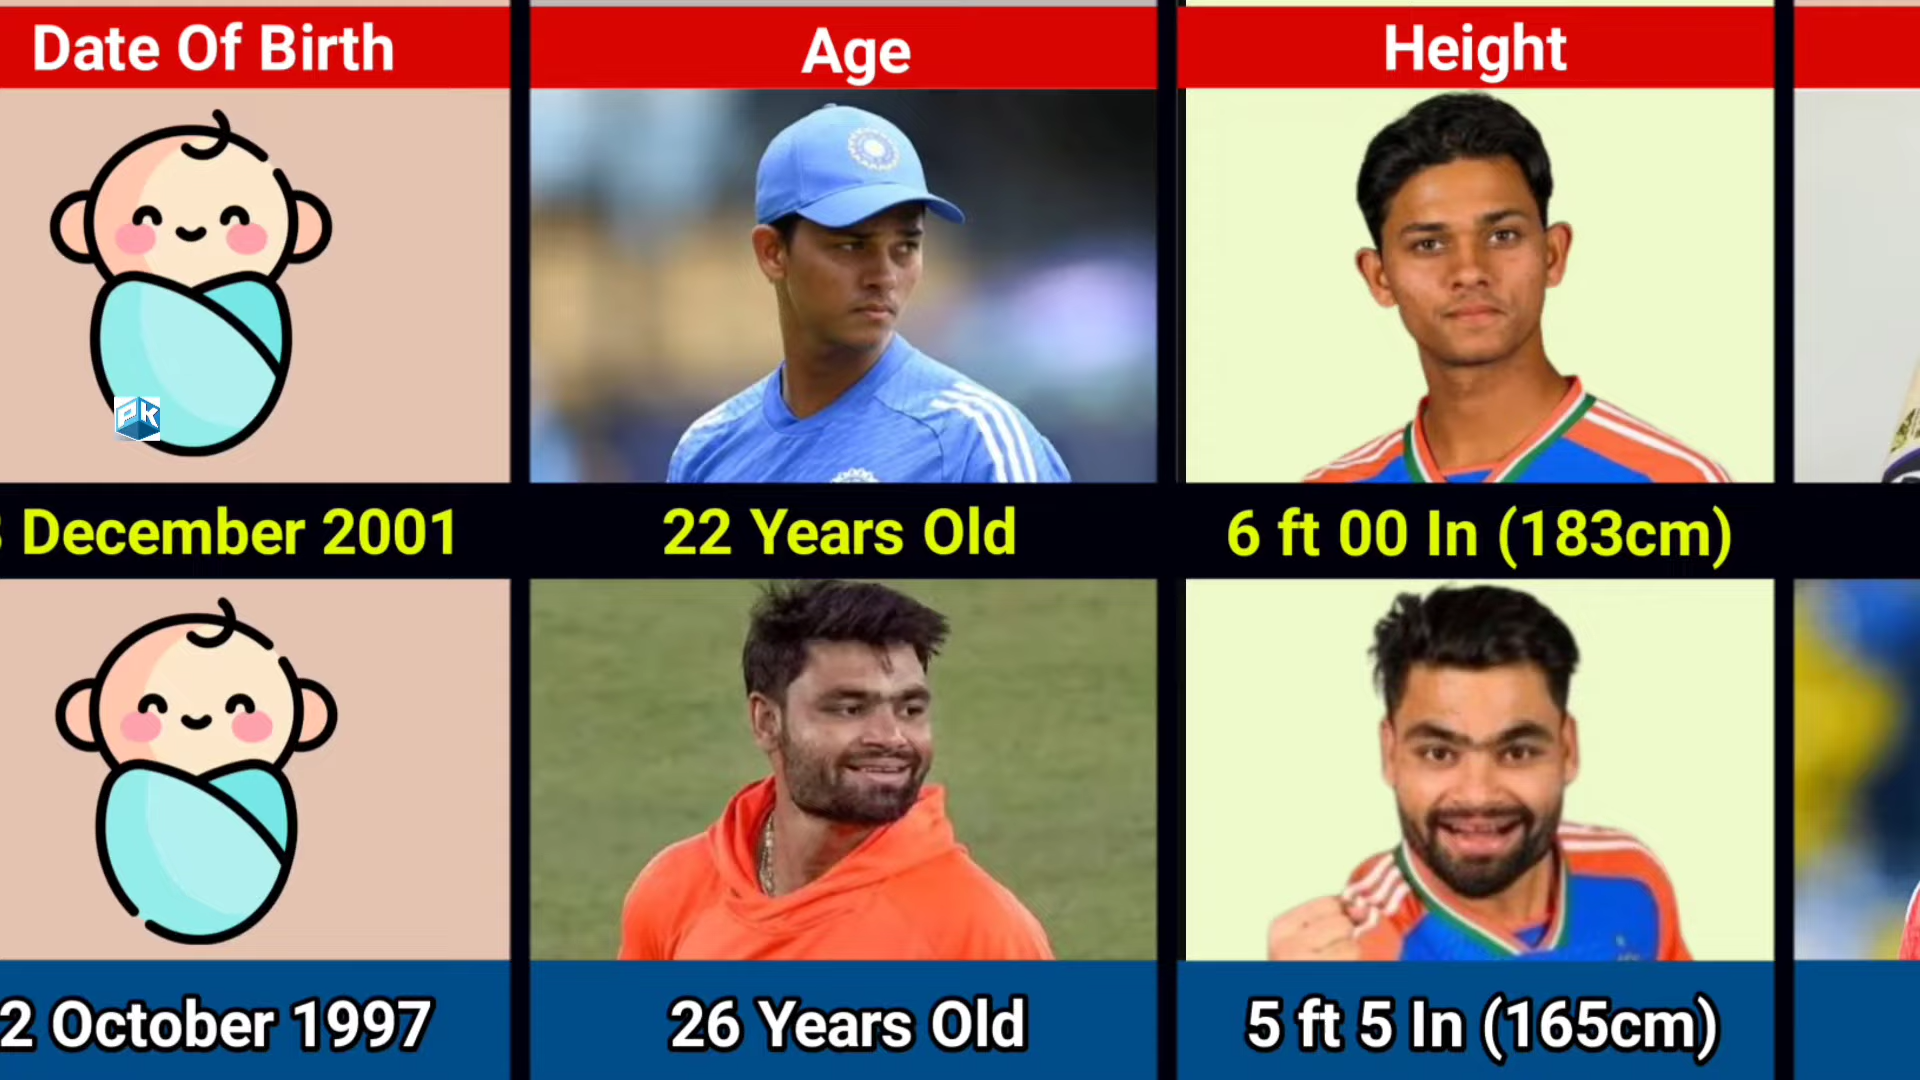 Date Of Birth
Age
Height
PK
December 2001
22 Years Old
6 ft 00 In (183cm)
2 October 1997
26 Years Old
5 ft 5 In (165cm)